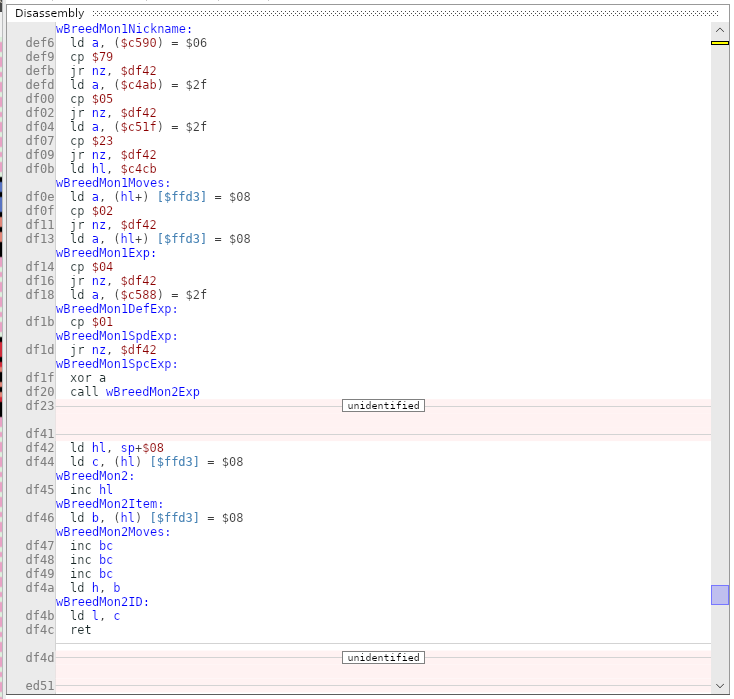 Disassembly
wBreedMon1Nickname:
def6 ld a, ($c590) = $06
def9 cp $79
defb jr nz, $df42
defd ld a, ($c4ab) = $2f
df00 cp $05
df02 jr nz, $df42
df04 ld a, ($c51f) = $2f
df07 cp $23
df09 jr nz, $df42
df0b ld hl, $c4cb
wBreedMon1Moves:
df0e ld a, (hl+) [$ffd3] = $08
df0f cp $02
df11 jr nz, $df42
df13 ld a, (hl+) [$ffd3] = $08
wBreedMon1Exp:
df14 cp $04
df16 jr nz, $df42
df18 ld a, ($c588) = $2f
wBreedMon1DefExp:
df1b cp $01
wBreedMon1SpdExp:
df1d jr nz, $df42
wBreedMon1SpcExp:
df1f xor a
df20 call wBreedMon2Exp
df23
unidentified
df41
df42 ld hl, sp+$08
df44 ld c, (hl) [$ffd3] = $08
wBreedMon2:
df45 inc hl
wBreedMon2Item:
df46 ld b, (hl) [$ffd3] = $08
wBreedMon2Moves:
df47 inc bc
df48 inc bc
df49 inc bc
df4a ld h, b
wBreedMon2ID:
df4b ld l, c
df4c ret
df4d
unidentified
ed51